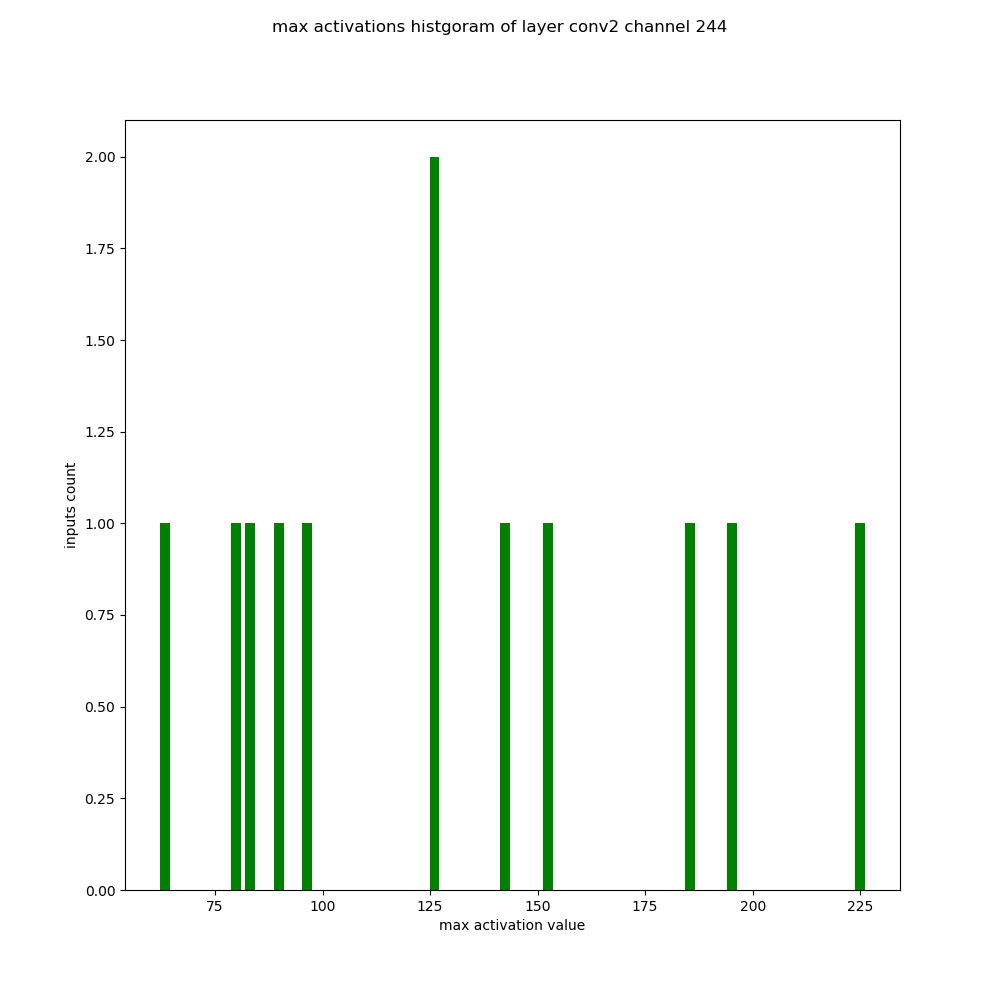 max activations histgoram of layer conv2 channel 244
2.00
1.75
1.50
1.25
1.00
0.75
0.50
0.25
0.00
inputs count
75 100 125 150 175 200 225
max activation value